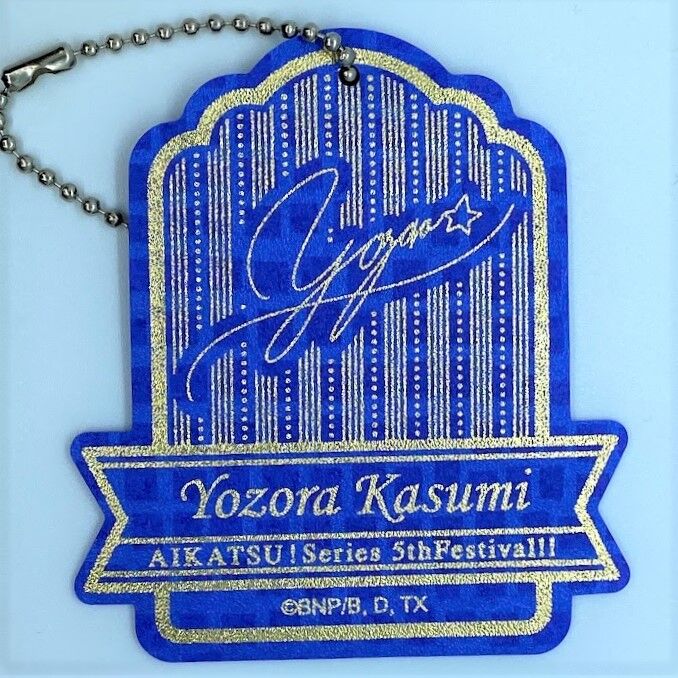 Yozora☆
Yozora Kasumi
AIKATSU!Series 5thFestival!!
©BNP/B, D, TX